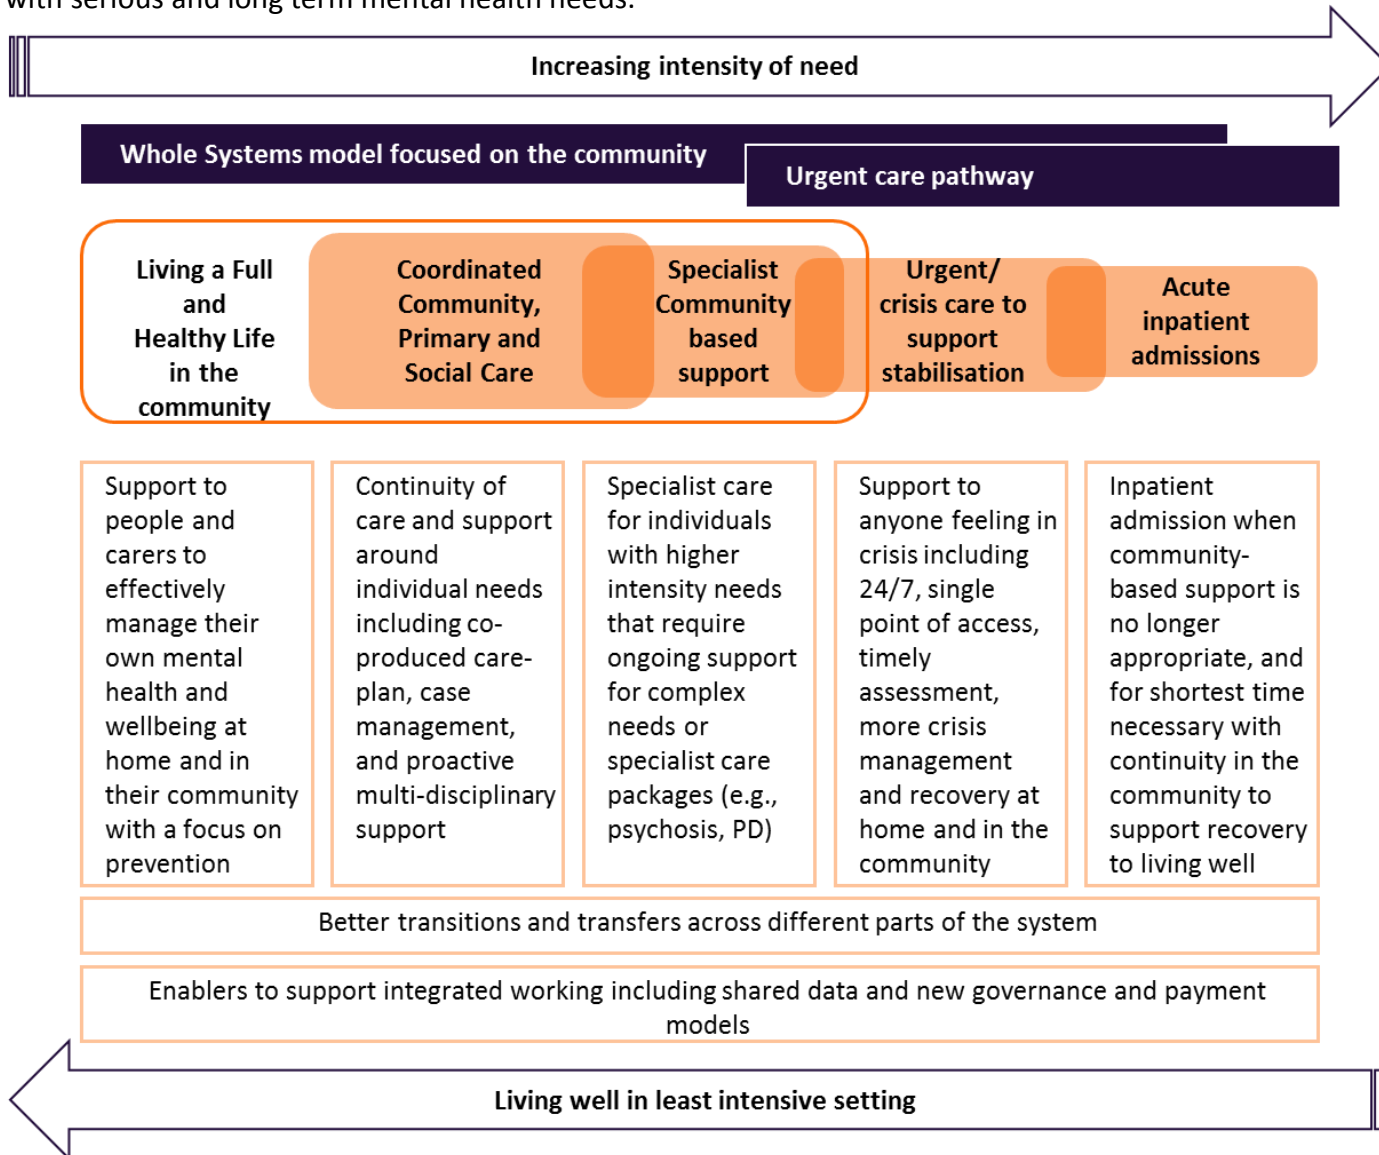 with serious and long term mental health needs.
Increasing intensity of need
Whole Systems model focused on the community
Urgent care pathway
Living a Full
and
Healthy Life
in the
community
Coordinated
Community,
Primary and
Social Care
Specialist
Community
based
support
Urgent/
crisis care to
support
stabilisation
Acute
inpatient
admissions
Support to
people and
carers to
effectively
manage their
own mental
health and
wellbeing at
home and in
their community
with a focus on
prevention
Continuity of
care and support
around
individual needs
including co-
produced care-
plan, case
management,
and proactive
multi-disciplinary
support
Specialist care
for individuals
with higher
intensity needs
that require
ongoing support
for complex
needs or
specialist care
packages (e.g.,
psychosis, PD)
Support to
anyone feeling in
crisis including
24/7, single
point of access,
timely
assessment,
more crisis
management
and recovery at
home and in the
community
Inpatient
admission when
community-
based support is
no longer
appropriate, and
for shortest time
necessary with
continuity in the
community to
support recovery
to living well
Better transitions and transfers across different parts of the system
Enablers to support integrated working including shared data and new governance and payment
models
Living well in least intensive setting